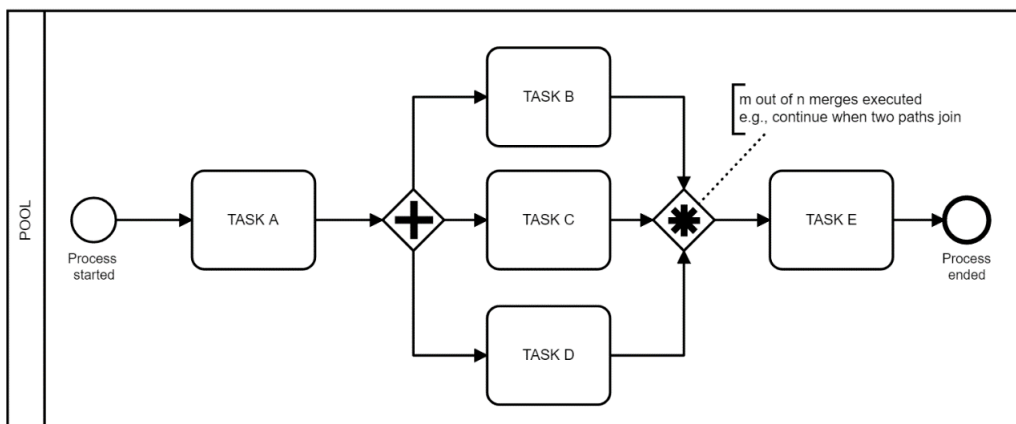 POOL
Process
started
TASK A
TASK B
TASK C
TASK D
m out of n merges executed
e.g., continue when two paths join
TASK E
Process
ended